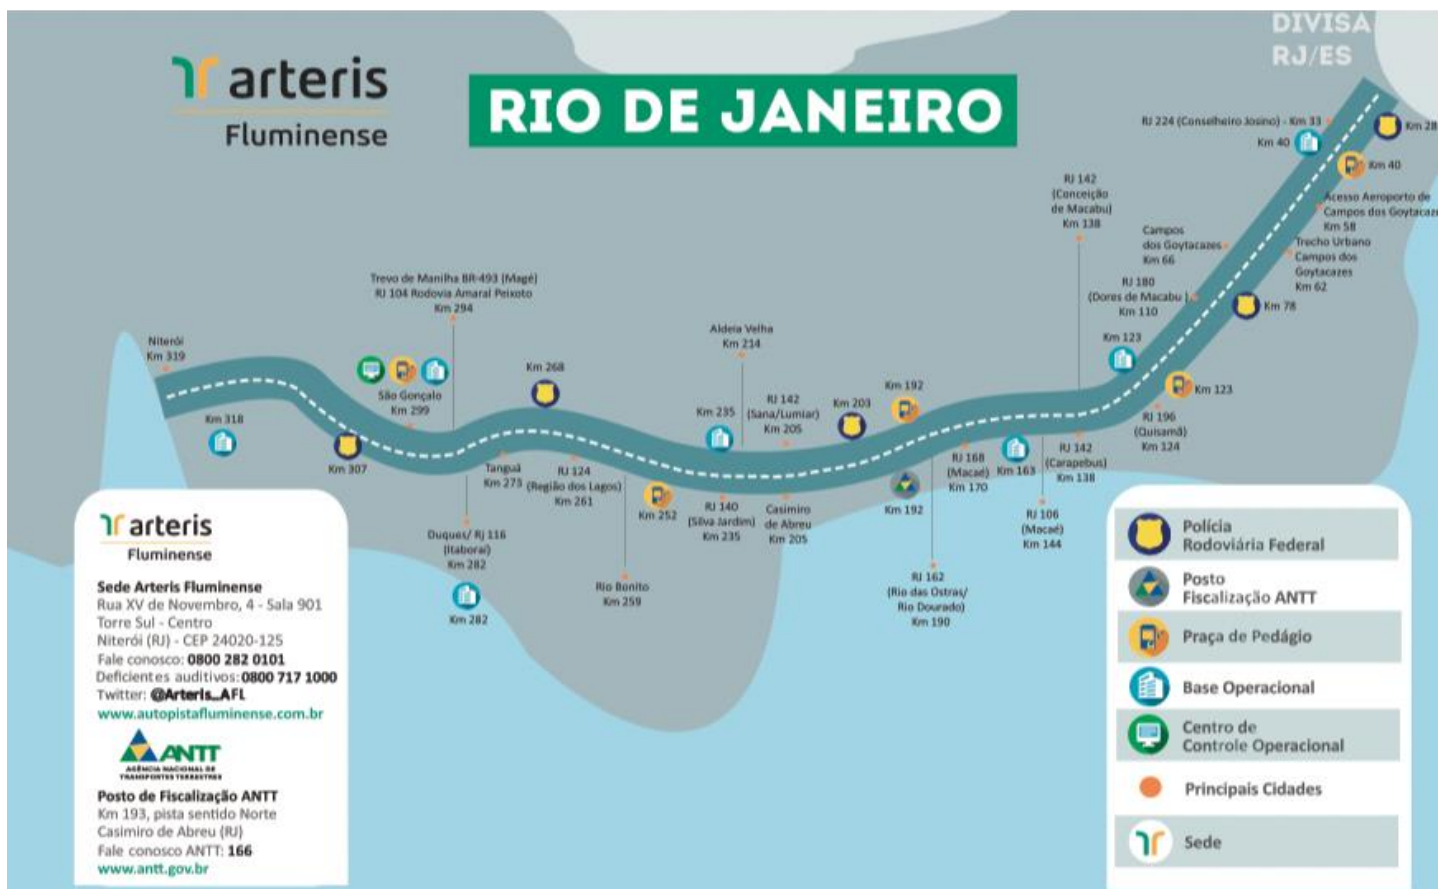 DIVISA
RJ/ES
arteris
Fluminense
RIO DE JANEIRO
RJ 224 (Conselheiro Josino) - Km 33
Km 28
Km 40
Km 40
Acesso Aeroporto de
Campos dos Goytacaze
Km 58
RJ 142
(Conceição
de Macabu)
Km 138
Campos
dos Goytacazes
Km 66
Trecho Urbano
Campos dos
Goytacazes
Km 62
RJ 180
(Dores de Macabu )
Km 110
Km 78
Trevo de Manilha BR-493 (Magé)
RJ 104 Rodovia Amaral Peixoto
Km 294
Niterói
Km 319
Aldeia Velha
Km 214
Km 123
Km 268
São Gonçalo
Km 299
Km 318
Km 307
Km 235
RJ 142
(Sana/Lumiar)
Km 205
Km 203
Km 192
Km 123
RJ 196
(Quisamã)
Km 124
Tanguá
Km 273
RJ 124
(Região dos Lagos)
Km 261
Km 252
RJ 140
(Silva Jardim)
Km 235
Casimiro
de Abreu
Km 205
Km 192
RJ 168
(Macaé)
Km 170
Km 163
RJ 142
(Carapebus)
Km 138
RJ 106
(Macaé)
Km 144
Duques/ RJ 116
(Itaboraí)
Km 282
Km 282
Rio Bonito
Km 259
RJ 162
(Rio das Ostras/
Rio Dourado)
Km 190
arteris
Fluminense
Sede Arteris Fluminense
Rua XV de Novembro, 4 - Sala 901
Torre Sul - Centro
Niterói (RJ) - CEP 24020-125
Fale conosco: 0800 282 0101
Deficientes auditivos: 0800 717 1000
Twitter: @Arteris_AFL
www.autopistafluminense.com.br
ANTT
AGÊNCIA NACIONAL DE
TRANSPORTES TERRESTRES
Posto de Fiscalização ANTT
Km 193, pista sentido Norte
Casimiro de Abreu (RJ)
Fale conosco ANTT: 166
www.antt.gov.br
Polícia
Rodoviária Federal
Posto
Fiscalização ANTT
Praça de Pedágio
Base Operacional
Centro de
Controle Operacional
Principais Cidades
Sede